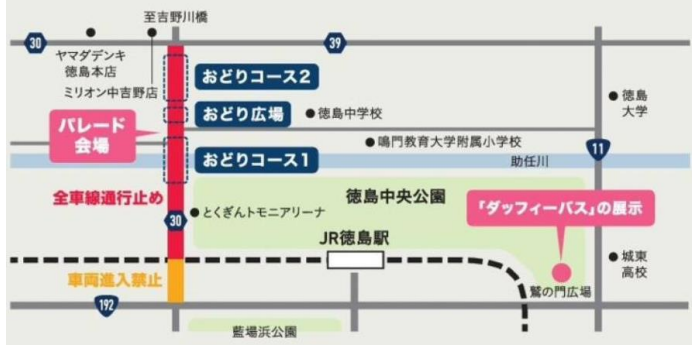 至吉野川橋
30
39
ヤマダデンキ
徳島本店
ミリオン中吉野店
おどりコース2
おどり広場
徳島中学校
徳島
大学
パレード
会場
鳴門教育大学附属小学校
11
おどりコース1
助任川
全車線通行止め
徳島中央公園
「ダッフィーバス」の展示
30
とくぎんトモニアリーナ
JR徳島駅
城東
高校
車両進入禁止
鷲の門広場
192
藍場浜公園